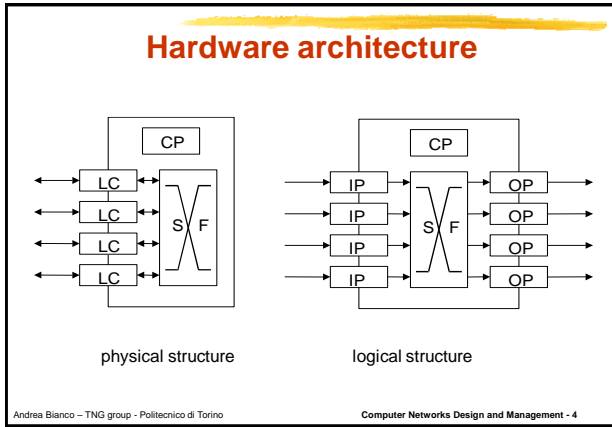 Hardware architecture
CP
LC
LC
LC
LC
S F
physical structure
CP
IP
IP
IP
IP
S F
OP
OP
OP
OP
logical structure
Andrea Bianco – TNG group - Politecnico di Torino
Computer Networks Design and Management - 4